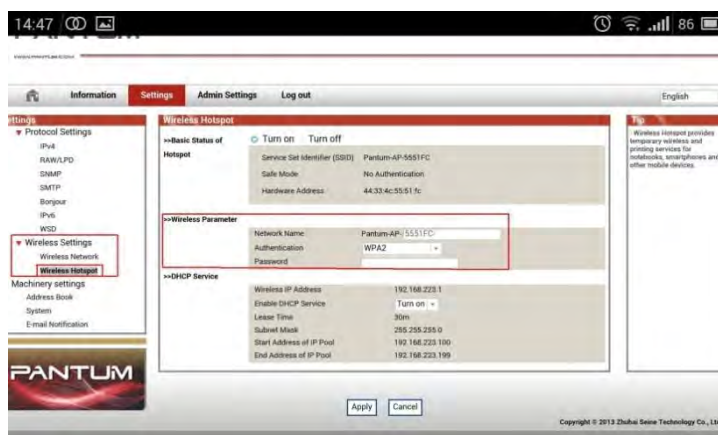 14:47
86
Information Settings Admin Settings Log out English
Protocol Settings
IPv4
RAW/LPD
SNMP
SMTP
Bonjour
IPv6
WSD
Wireless Settings
Wireless Network
Wireless Hotspot
Machinery settings
Address Book
System
E-mail Notification
PANTUM
Wireless Hotspot
>>Basic Status of Hotspot
Turn on Turn off
Service Set Identifier (SSID) Pantum-AP-5551FC
Safe Mode No Authentication
Hardware Address 44:33:4c:55:51:fc
>>Wireless Parameter
Network Name Pantum-AP- 5551FC
Authentication WPA2
Password
>>DHCP Service
Wireless IP Address 192.168.223.1
Enable DHCP Service Turn on
Lease Time 30m
Subnet Mask 255.255.255.0
Start Address of IP Pool 192.168.223.100
End Address of IP Pool 192.168.223.199
Apply Cancel
Tip
Wireless Hotspot provides
temporary wireless and
printing services for
notebooks, smartphones and
other mobile devices.
Copyright © 2013 Zhuhai Seine Technology Co., Lt